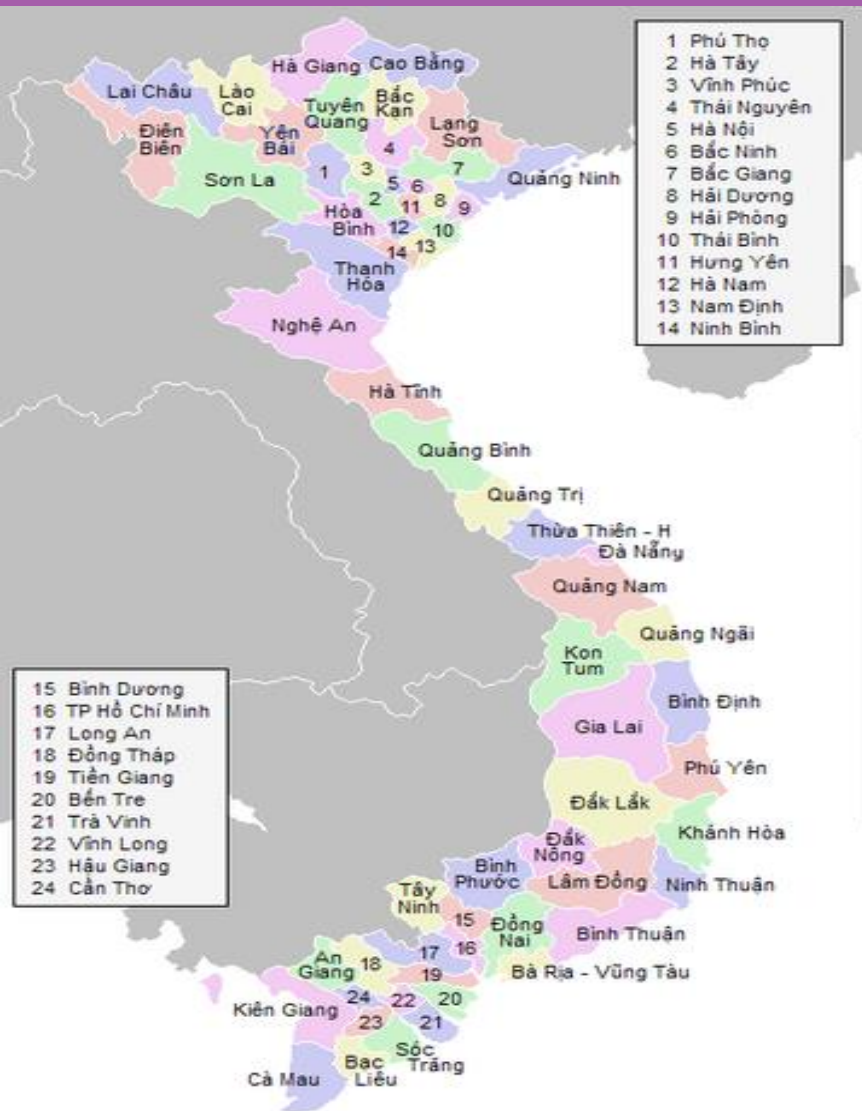 Hà Giang
Cao Bằng
Lai Châu
Lào
Cai
Tuyên
Quang
Bắc
Kạn
Lạng
Sơn
Điện
Biên
Yên
Bái
4
Sơn La
1
3
7
Quảng Ninh
5
6
8
9
2
11
Hòa
Bình
12
10
14
13
Thanh
Hóa
Nghệ An
Hà Tĩnh
Quảng Bình
Quảng Trị
Thừa Thiên - H
Đà Nẵng
Quảng Nam
Quảng Ngãi
Kon
Tum
Bình Định
Gia Lai
Phú Yên
Đắk Lắk
Khánh Hòa
Đắk
Nông
Bình
Phước
Lâm Đồng
Ninh Thuận
Tây
Ninh
15
Đồng
Nai
Bình Thuận
16
17
An
Giang
18
19
Bà Rịa - Vũng Tàu
24
22
20
Kiên Giang
23
21
Sóc
Trăng
Bạc
Liêu
Cà Mau
1 Phú Thọ
2 Hà Tây
3 Vĩnh Phúc
4 Thái Nguyên
5 Hà Nội
6 Bắc Ninh
7 Bắc Giang
8 Hải Dương
9 Hải Phòng
10 Thái Bình
11 Hưng Yên
12 Hà Nam
13 Nam Định
14 Ninh Bình
15 Bình Dương
16 TP Hồ Chí Minh
17 Long An
18 Đồng Tháp
19 Tiền Giang
20 Bến Tre
21 Trà Vinh
22 Vĩnh Long
23 Hậu Giang
24 Cần Thơ